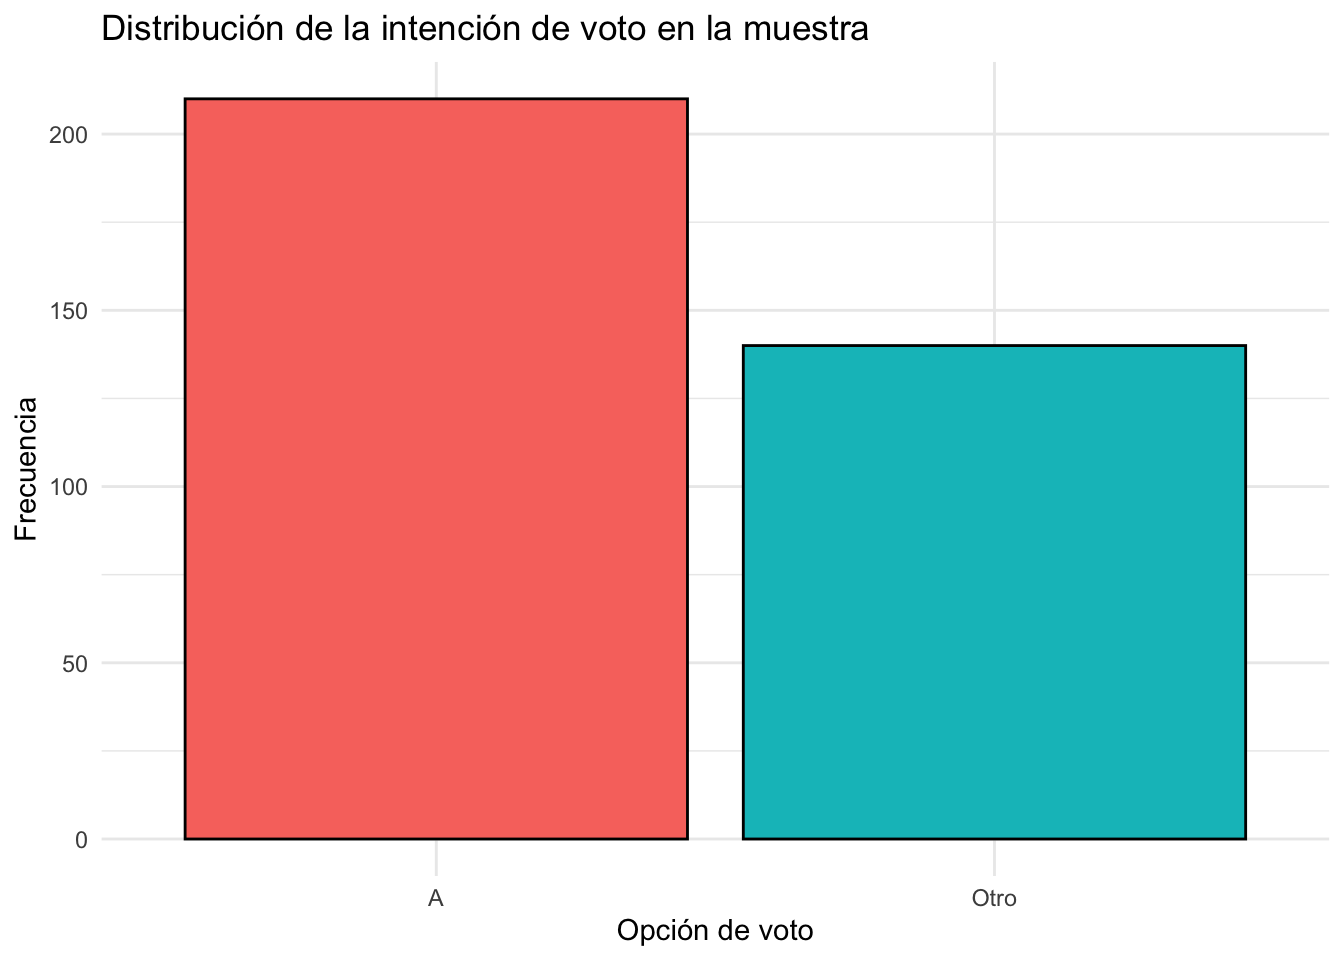 Distribución de la intención de voto en la muestra
200
150
100
50
0
Frecuencia
A
Otro
Opción de voto